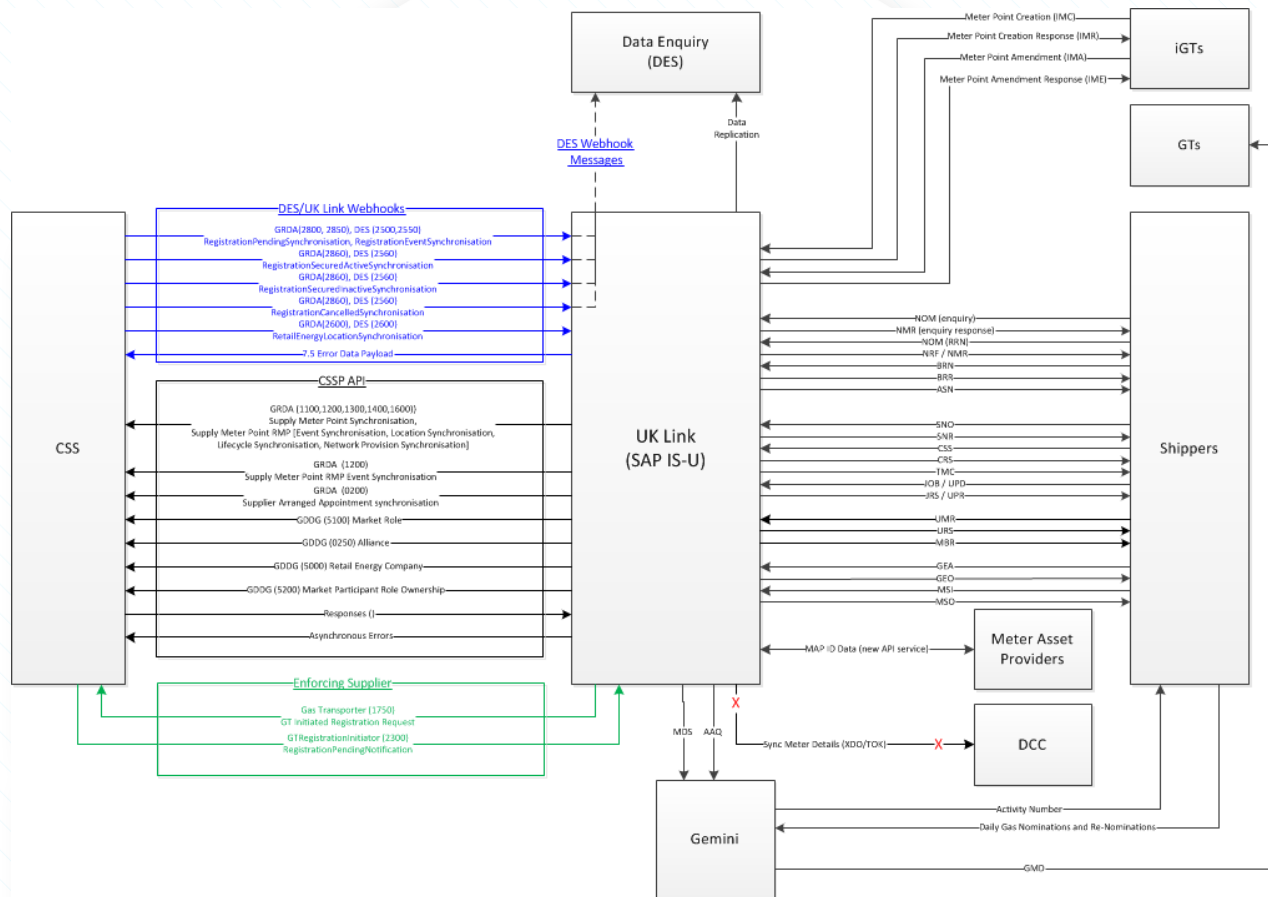 Data Enquiry
(DES)
Meter Point Creation (IMC)
Meter Point Creation Response (IMR)
Meter Point Amendment (IMA)
Meter Point Amendment Response (IME)
iGTs
GTs
Data
Replication
DES Webhook
Messages
CSS
DES/UK Link Webhooks
GRDA(2800, 2850), DES (2500,2550)
RegistrationPendingSynchronisation, RegistrationEventSynchronisation
GRDA(2860), DES (2560)
RegistrationSecuredActiveSynchronisation
GRDA(2860), DES (2560)
RegistrationSecuredInactiveSynchronisation
GRDA(2860), DES (2560)
RegistrationCancelledSynchronisation
GRDA(2600), DES (2600)
RetailEnergyLocationSynchronisation
7.5 Error Data Payload
CSSP API
GRDA (1100,1200,1300,1400,1600)}
Supply Meter Point Synchronisation,
Supply Meter Point RMP [Event Synchronisation, Location Synchronisation,
Lifecycle Synchronisation, Network Provision Synchronisation]
GRDA (1200)
Supply Meter Point RMP Event Synchronisation
GRDA (0200)
Supplier Arranged Appointment synchronisation
GDDG (5100) Market Role
GDDG (0250) Alliance
GDDG (5000) Retail Energy Company
GDDG (5200) Market Participant Role Ownership
Responses ()
Asynchronous Errors
Enforcing Supplier
Gas Transporter (1750)
GT Initiated Registration Request
GTRegistrationInitiator (2300)
RegistrationPendingNotification
UK Link
(SAP IS-U)
NOM (enquiry)
NMR (enquiry response)
NOM (RRN)
NRF / NMR
BRN
BRR
ASN
SNO
SNR
CSS
CRS
TMC
JOB / UPD
JRS / UPR
UMR
URS
MBR
GEA
GEO
MSI
MSO
Shippers
MAP ID Data (new API service)
Meter Asset
Providers
X
Sync Meter Details (XDO/TOK)
X
DCC
MDS
AAQ
Gemini
Activity Number
Daily Gas Nominations and Re-Nominations
GMD